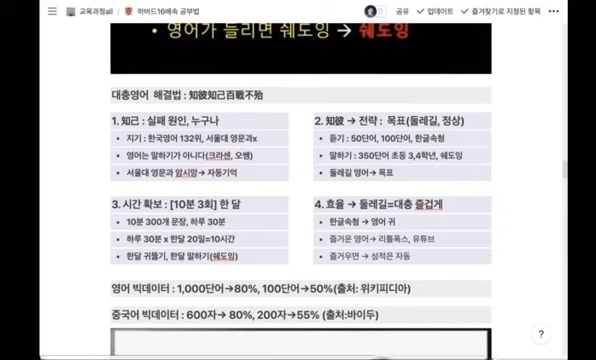 교육과정all / 하버드16배속 공부법
공유 업데이트 즐겨찾기로 지정된 항목
• 영어가 들리면 쉐도잉 → 쉐도잉
대충영어 해결법 : 知彼知己百戰不殆
1. 知己 : 실패 원인, 누구나
• 지기 : 한국영어 132위, 서울대 영문과x
• 영어는 말하기가 아니다(크라센, 오쌤)
• 서울대 영문과 암시망→ 자동기억
2. 知彼 → 전략 : 목표(둘레길, 정상)
• 듣기 : 50단어, 100단어, 한글속청
• 말하기 : 350단어 초등 3,4학년, 쉐도잉
• 둘레길 영어→ 목표
3. 시간 확보 : [10분 3회] 한 달
• 10분 300개 문장, 하루 30분
• 하루 30분 x 한달 20일=10시간
• 한달 귀뚫기, 한달 말하기(쉐도잉)
4. 효율 → 둘레길=대충 즐겁게
• 한글속청→ 영어 귀
• 즐거운 영어→ 리틀폭스, 유튜브
• 즐거우면 → 성적은 자동
영어 빅데이터 : 1,000단어→80%, 100단어→50%(출처: 위키피디아)
중국어 빅데이터 : 600자→ 80%, 200자→55% (출처:바이두)
?